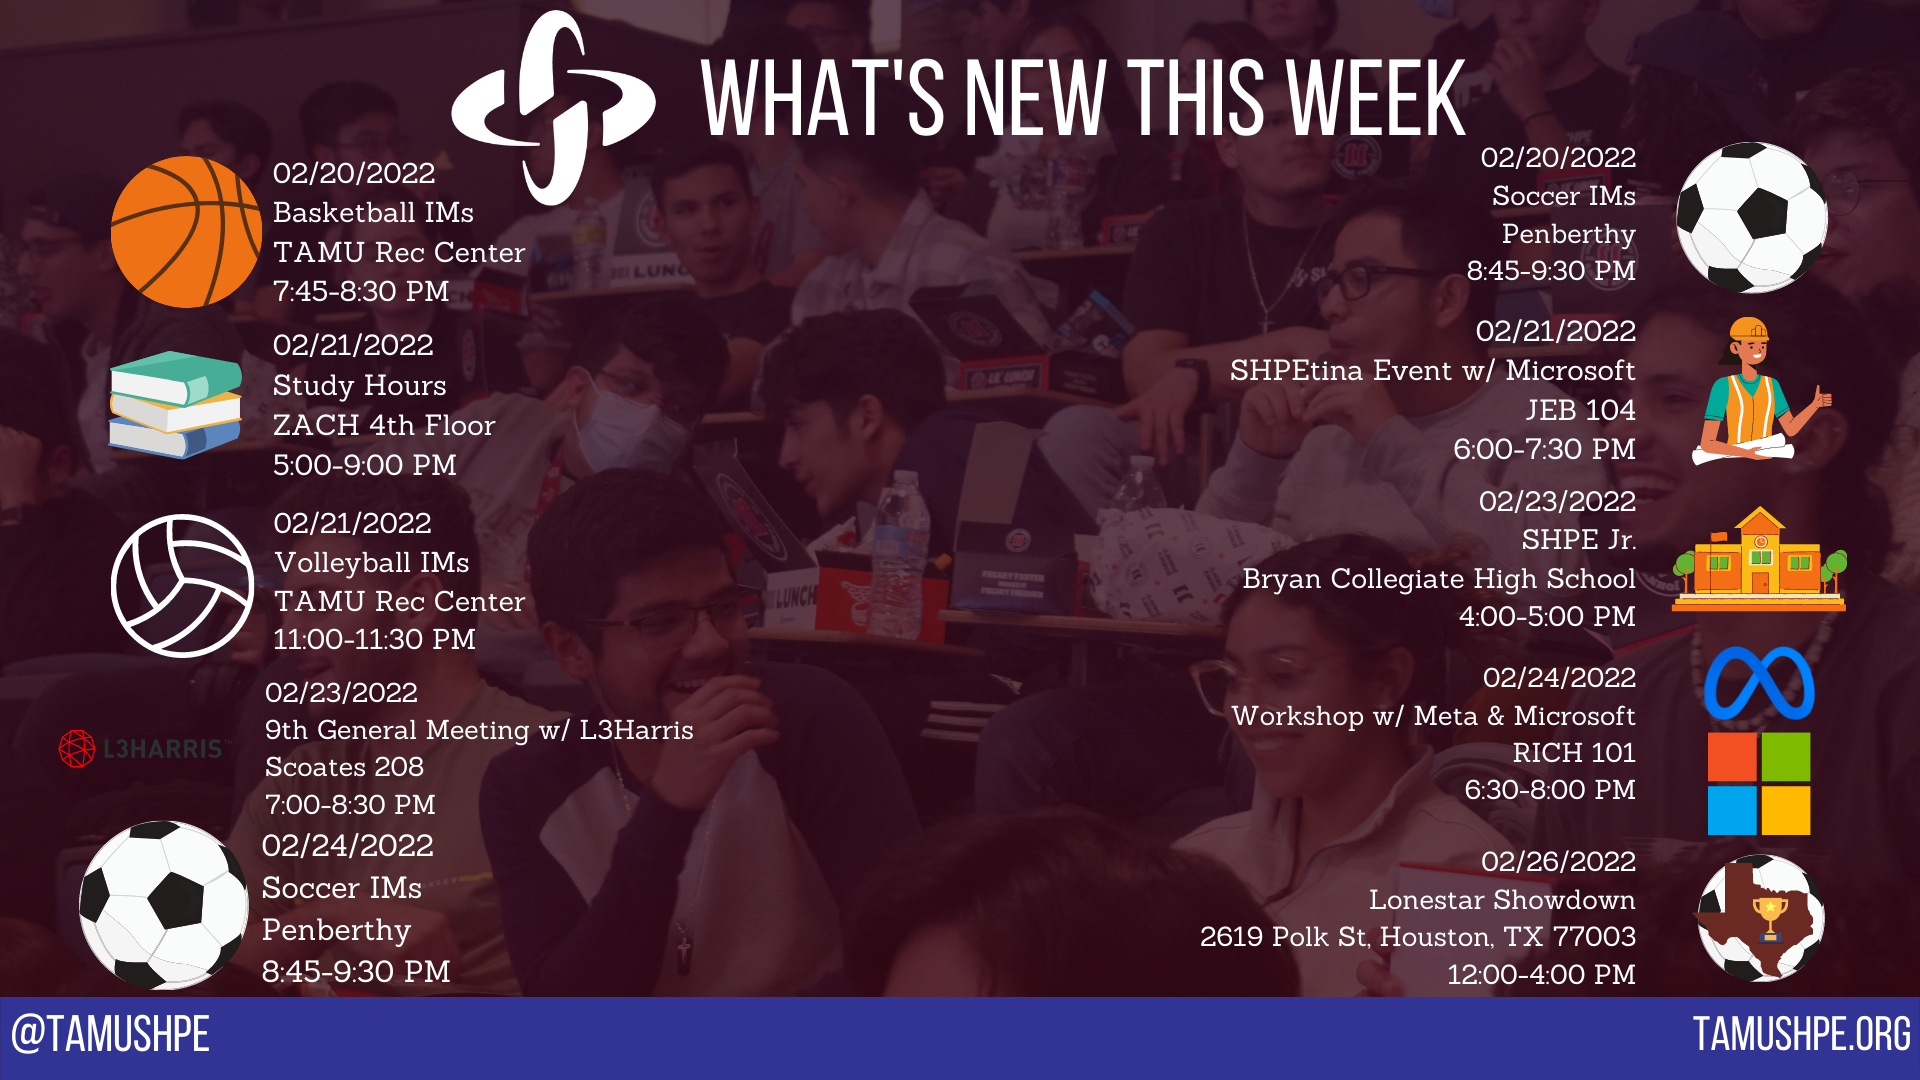 WHAT'S NEW THIS WEEK
02/20/2022
Basketball IMs
TAMU Rec Center
7:45-8:30 PM
02/20/2022
Soccer IMs
Penberthy
8:45-9:30 PM
02/21/2022
Study Hours
ZACH 4th Floor
5:00-9:00 PM
02/21/2022
SHPEtina Event w/ Microsoft
JEB 104
6:00-7:30 PM
02/21/2022
Volleyball IMs
TAMU Rec Center
11:00-11:30 PM
02/23/2022
SHPE Jr.
Bryan Collegiate High School
4:00-5:00 PM
L3HARRIS™
02/23/2022
9th General Meeting w/ L3Harris
Scoates 208
7:00-8:30 PM
02/24/2022
Workshop w/ Meta & Microsoft
RICH 101
6:30-8:00 PM
02/24/2022
Soccer IMs
Penberthy
8:45-9:30 PM
02/26/2022
Lonestar Showdown
2619 Polk St, Houston, TX 77003
12:00-4:00 PM
@TAMUSHPE
TAMUSHPE.ORG